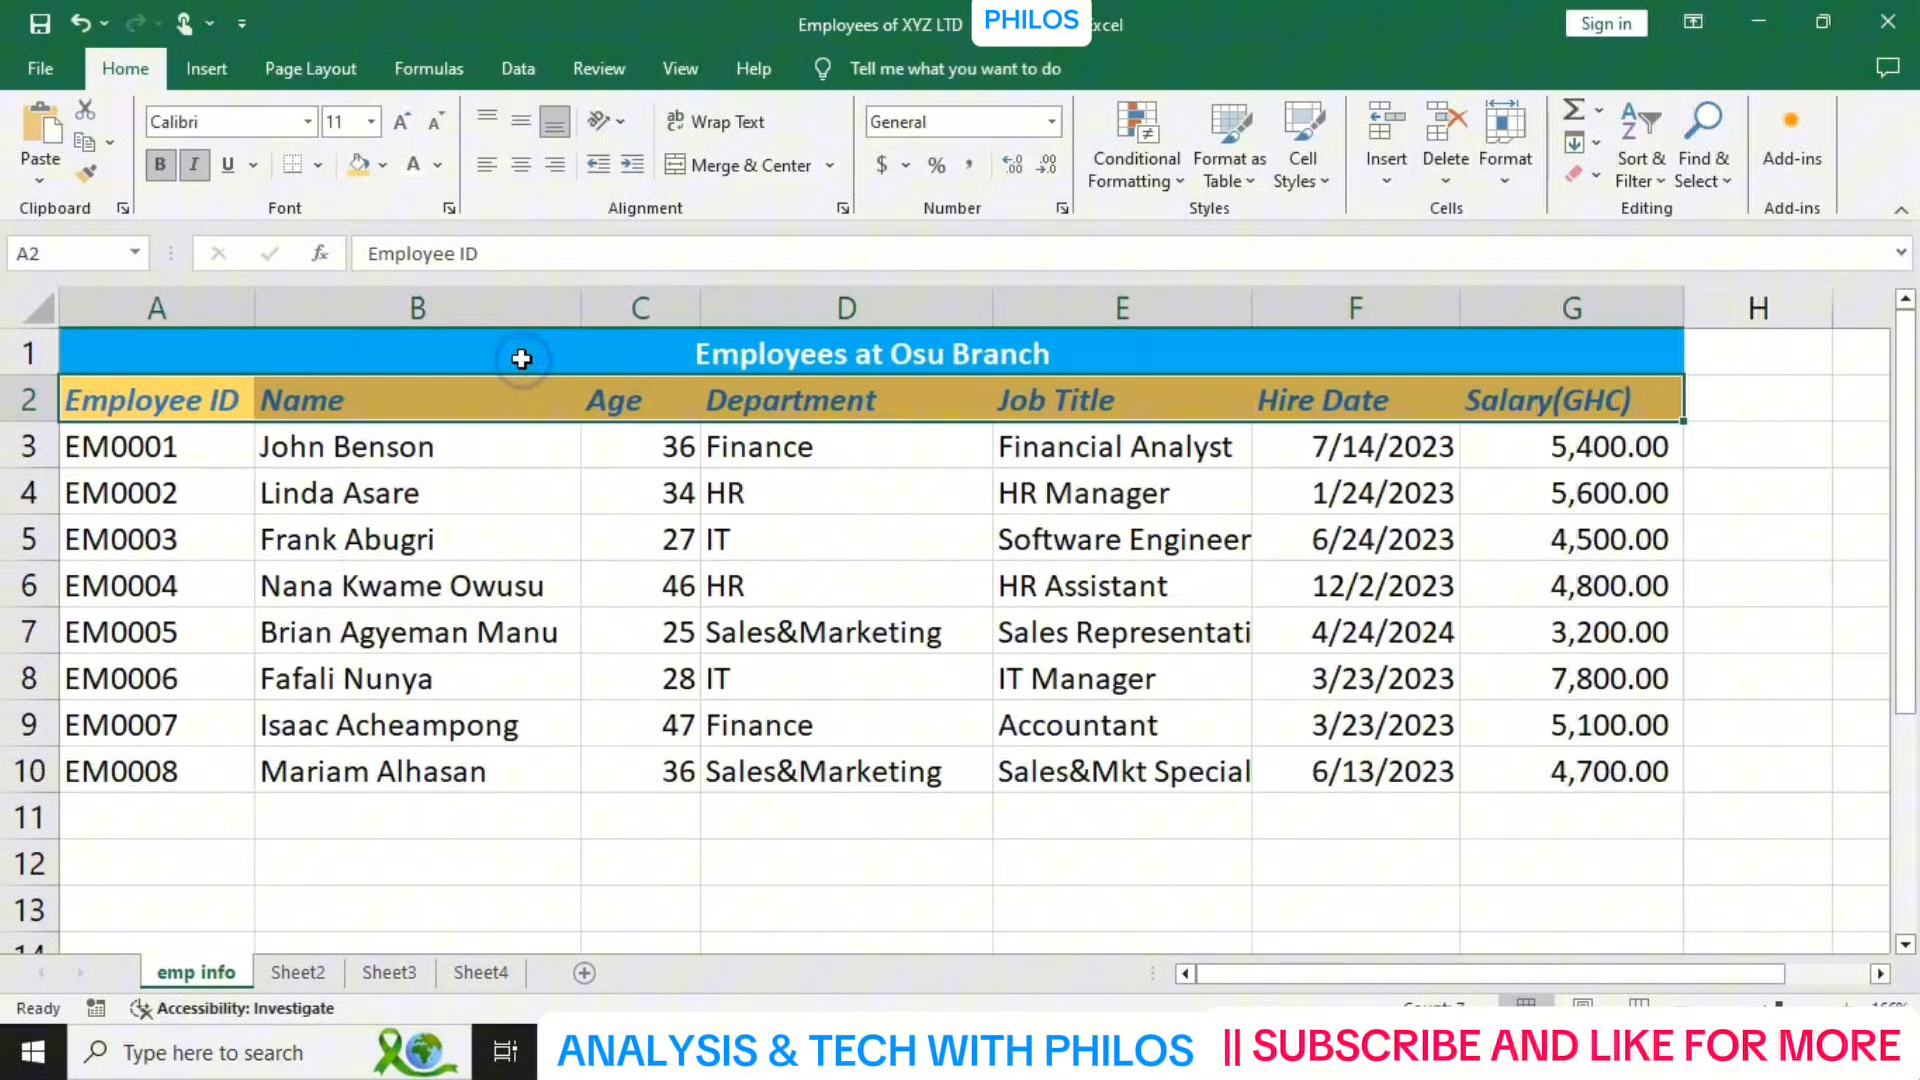 Employees of XYZ LTD PHILOS xcel Sign in
File Home Insert Page Layout Formulas Data Review View Help Tell me what you want to do
Calibri 11 ab Wrap Text General
Paste B I U A Merge & Center $ % , Conditional Formatting Format as Table Cell Styles Insert Delete Format Sort & Filter Find & Select Add-ins
Clipboard Font Alignment Number Styles Cells Editing Add-ins
A2 fx Employee ID
A B C D E F G H
1 Employees at Osu Branch
2 Employee ID Name Age Department Job Title Hire Date Salary(GHC)
3 EM0001 John Benson 36 Finance Financial Analyst 7/14/2023 5,400.00
4 EM0002 Linda Asare 34 HR HR Manager 1/24/2023 5,600.00
5 EM0003 Frank Abugri 27 IT Software Engineer 6/24/2023 4,500.00
6 EM0004 Nana Kwame Owusu 46 HR HR Assistant 12/2/2023 4,800.00
7 EM0005 Brian Agyeman Manu 25 Sales&Marketing Sales Representati 4/24/2024 3,200.00
8 EM0006 Fafali Nunya 28 IT IT Manager 3/23/2023 7,800.00
9 EM0007 Isaac Acheampong 47 Finance Accountant 3/23/2023 5,100.00
10 EM0008 Mariam Alhasan 36 Sales&Marketing Sales&Mkt Special 6/13/2023 4,700.00
11
12
13
emp info Sheet2 Sheet3 Sheet4
Ready Accessibility: Investigate
Type here to search ANALYSIS & TECH WITH PHILOS || SUBSCRIBE AND LIKE FOR MORE